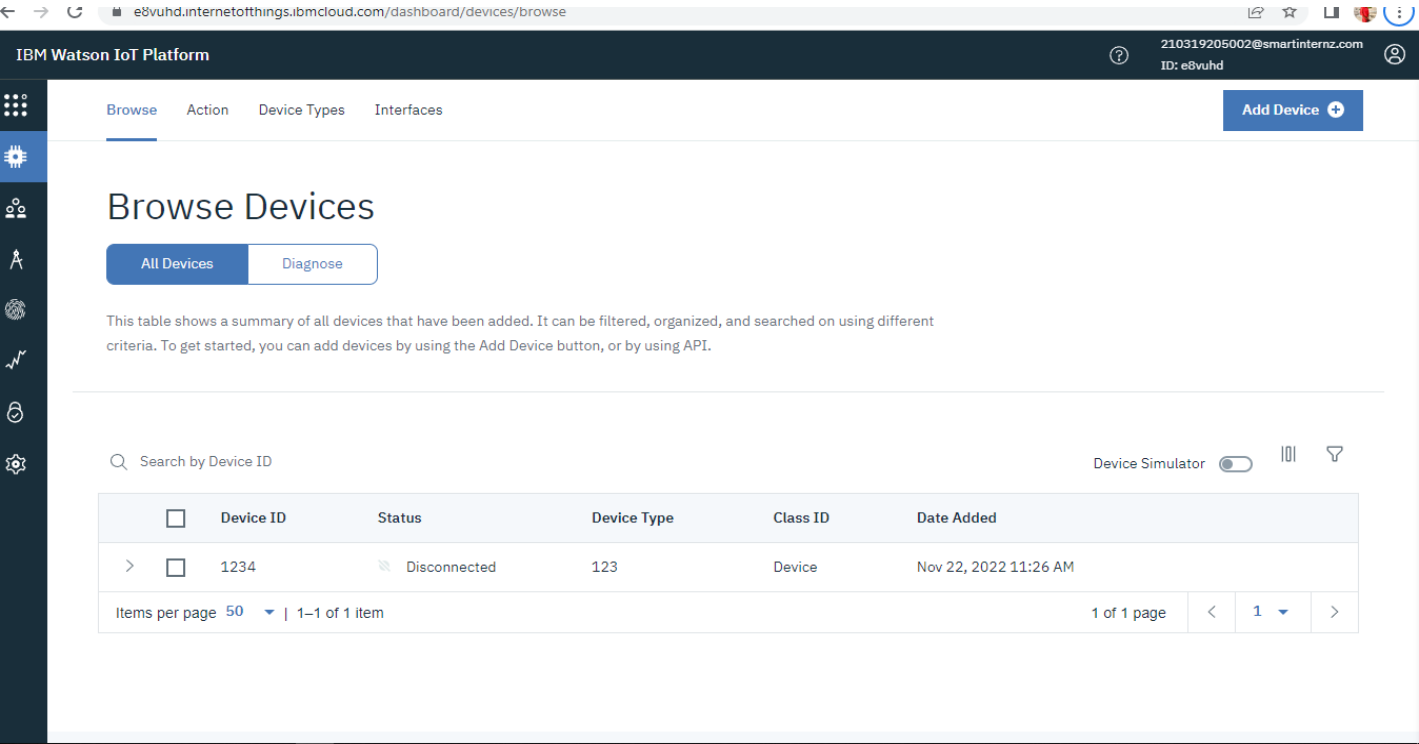 e8vuhd.internetofthings.ibmcloud.com/dashboard/devices/browse
IBM Watson IoT Platform
210319205002@smartinternz.com
ID: e8vuhd
Browse Action Device Types Interfaces
Add Device
Browse Devices
All Devices Diagnose
This table shows a summary of all devices that have been added. It can be filtered, organized, and searched on using different
criteria. To get started, you can add devices by using the Add Device button, or by using API.
Search by Device ID
Device Simulator
Device ID Status Device Type Class ID Date Added
1234 Disconnected 123 Device Nov 22, 2022 11:26 AM
Items per page 50 | 1–1 of 1 item 1 of 1 page 1